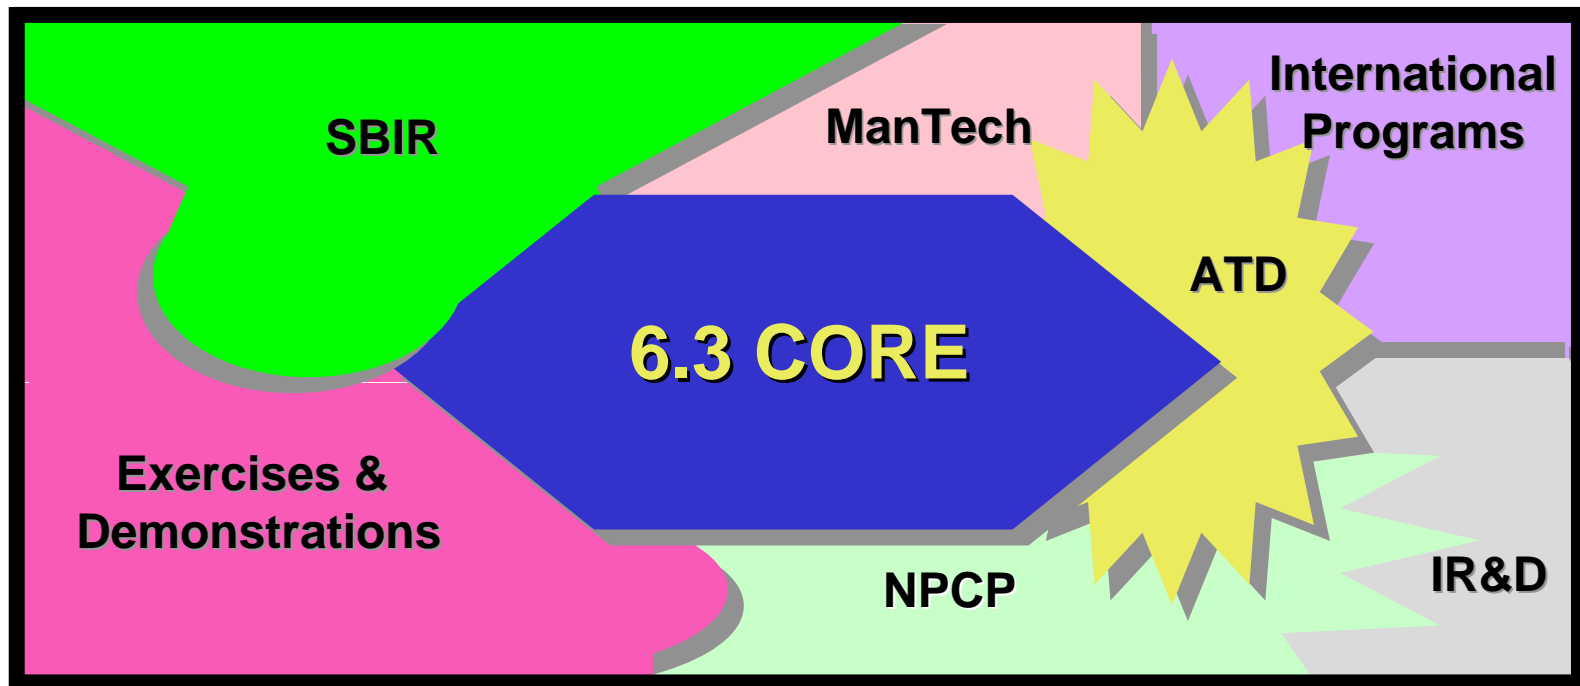 SBIR
ManTech
International
Programs
ATD
6.3 CORE
Exercises &
Demonstrations
NPCP
IR&D